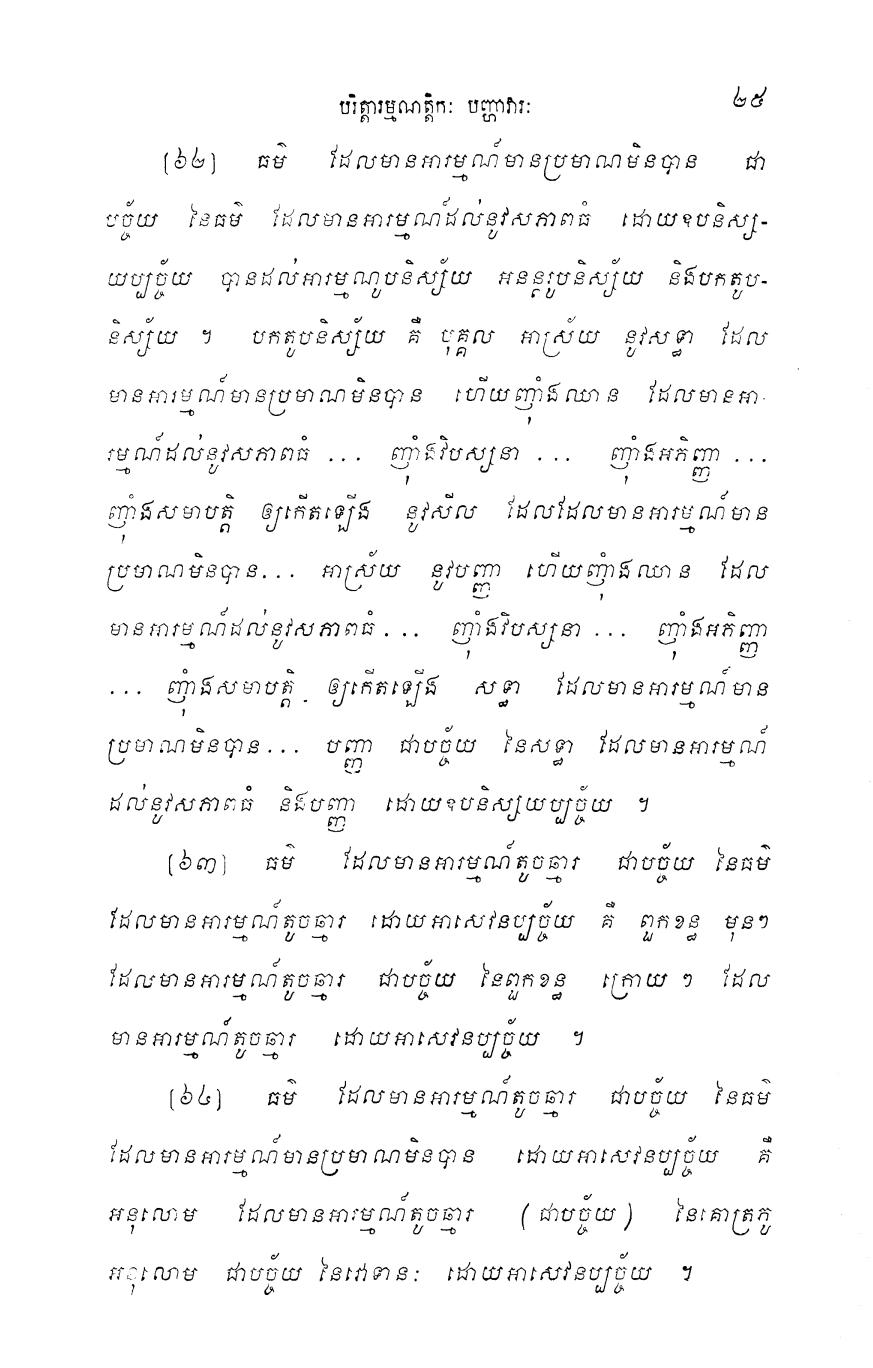 បរិត្តារម្មណត្តិកៈ បញ្ហាវារៈ ២៥
[៦២] ធម៌ ដែលមានអារម្មណ៍មានប្រមាណមិនបាន ជា
បច្ច័យ នៃធម៌ ដែលមានអារម្មណ៍ដល់នូវសភាពធំ ដោយឧបនិស្ស-
យប្បច្ច័យ បានដល់អារម្មណូបនិស្ស័យ អនន្តរូបនិស្ស័យ និងបកតូប-
និស្ស័យ ។ បកតូបនិស្ស័យ គឺ បុគ្គល អាស្រ័យ នូវសទ្ធា ដែល
មានអារម្មណ៍មានប្រមាណមិនបាន ហើយញ៉ាំងឈាន ដែលមានអា-
រម្មណ៍ដល់នូវសភាពធំ ... ញ៉ាំងវិបស្សនា ... ញ៉ាំងអភិញ្ញា ...
ញ៉ាំងសមាបត្តិ ឲ្យកើតឡើង នូវសីល ដែលដែលមានអារម្មណ៍មាន
ប្រមាណមិនបាន... អាស្រ័យ នូវបញ្ញា ហើយញុំាងឈាន ដែល
មានអារម្មណ៍ដល់នូវសភាពធំ ... ញ៉ាំងវិបស្សនា ... ញ៉ាំងអភិញ្ញា
... ញុំាងសមាបត្តិ ឲ្យកើតឡើង សទ្ធា ដែលមានអារម្មណ៍មាន
ប្រមាណមិនបាន... បញ្ញា ជាបច្ច័យ នៃសទ្ធា ដែលមានអារម្មណ៍
ដល់នូវសភាពធំ និងបញ្ញា ដោយឧបនិស្សយប្បច្ច័យ ។
[៦៣] ធម៌ ដែលមានអារម្មណ៍តូចឆ្មារ ជាបច្ច័យ នៃធម៌
ដែលមានអារម្មណ៍តូចឆ្មារ ដោយអាសេវនប្បច្ច័យ គឺ ពួកខន្ធ មុនៗ
ដែលមានអារម្មណ៍តូចឆ្មារ ជាបច្ច័យ នៃពួកខន្ធ ក្រោយ ៗ ដែល
មានអារម្មណ៍តូចឆ្មារ ដោយអាសេវនប្បច្ច័យ ។
[៦៤] ធម៌ ដែលមានអារម្មណ៍តូចឆ្មារ ជាបច្ច័យ នៃធម៌
ដែលមានអារម្មណ៍មានប្រមាណមិនបាន ដោយអាសេវនប្បច្ច័យ គឺ
អនុលោម ដែលមានអារម្មណ៍តូចឆ្មារ (ជាបច្ច័យ) នៃគោត្រភូ
អនុលោម ជាបច្ច័យ នៃវោទានៈ ដោយអាសេវនប្បច្ច័យ ។